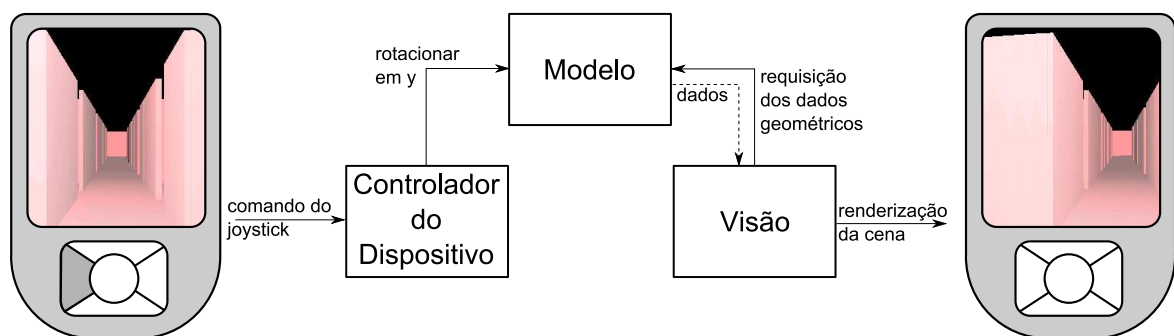 comando do
joystick
Controlador
do
Dispositivo
rotacionar
em y
Modelo
dados
requisição
dos dados
geométricos
Visão
renderização
da cena